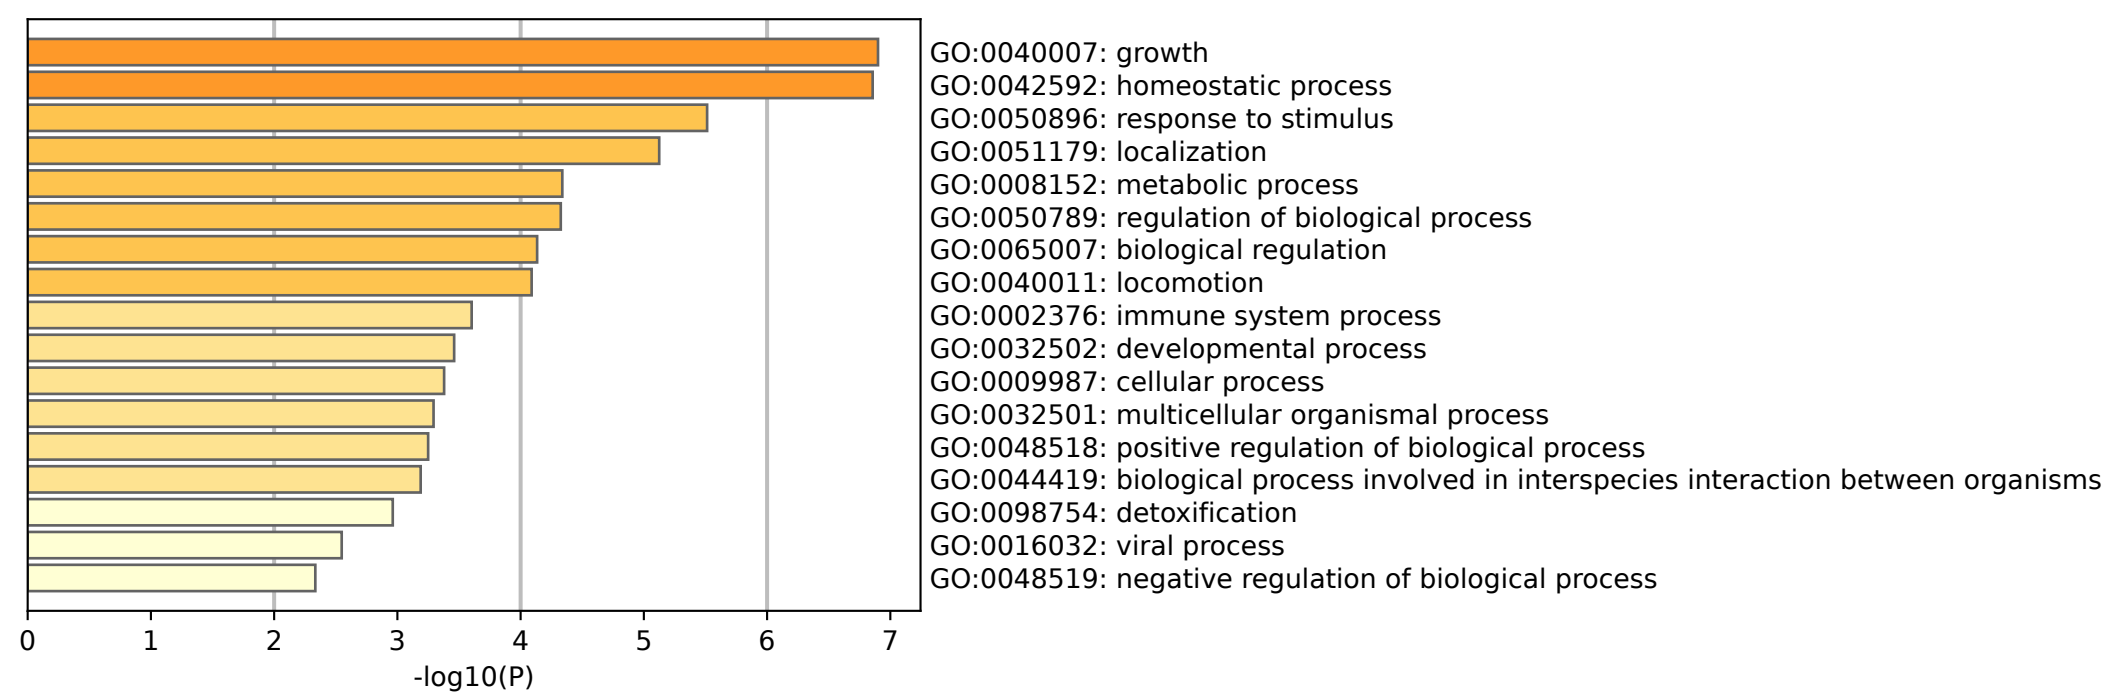 GO:0040007: growth
GO:0042592: homeostatic process
GO:0050896: response to stimulus
GO:0051179: localization
GO:0008152: metabolic process
GO:0050789: regulation of biological process
GO:0065007: biological regulation
GO:0040011: locomotion
GO:0002376: immune system process
GO:0032502: developmental process
GO:0009987: cellular process
GO:0032501: multicellular organismal process
GO:0048518: positive regulation of biological process
GO:0044419: biological process involved in interspecies interaction between organisms
GO:0098754: detoxification
GO:0016032: viral process
GO:0048519: negative regulation of biological process
0 1 2 3 4 5 6 7
-log10(P)